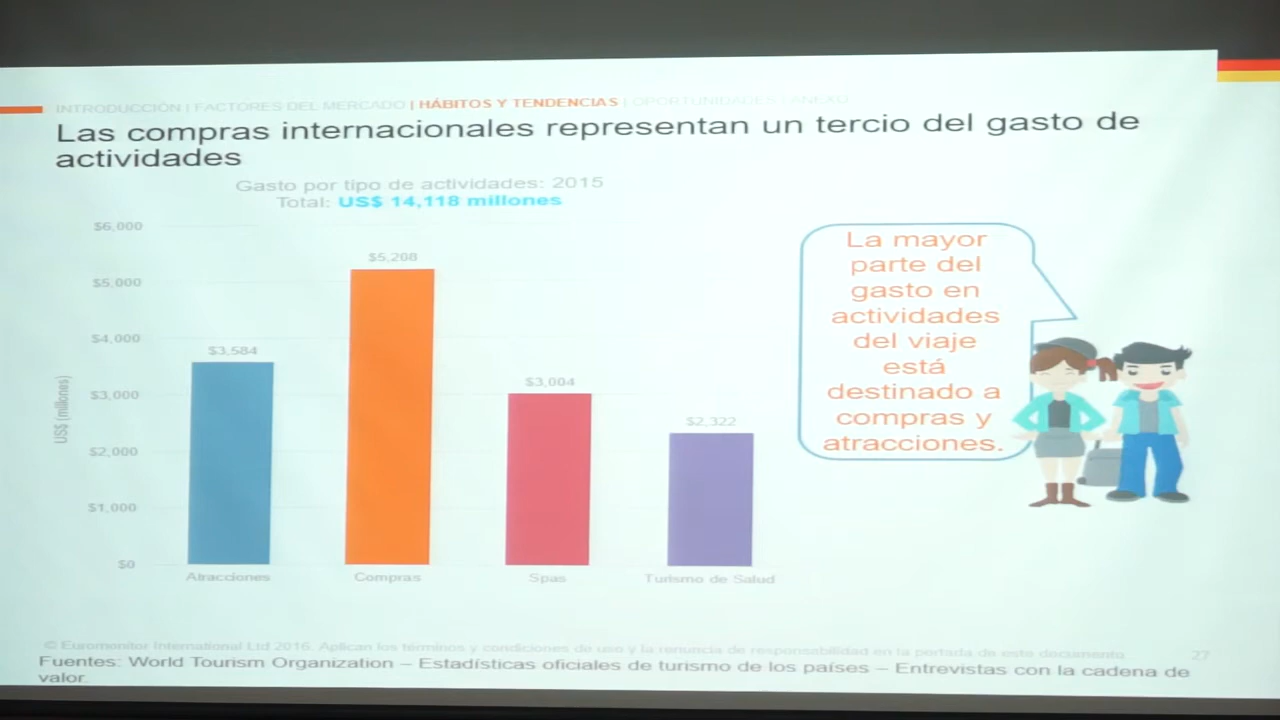 INTRODUCCIÓN | FACTORES DEL MERCADO | HÁBITOS Y TENDENCIAS | OPORTUNIDADES | ANEXO
Las compras internacionales representan un tercio del gasto de
actividades
Gasto por tipo de actividades: 2015
Total: US$ 14,118 millones
US$ (millones)
$6,000
$5,000
$4,000
$3,000
$2,000
$1,000
$0
$3,584
$5,208
$3,004
$2,322
Atracciones
Compras
Spas
Turismo de Salud
La mayor
parte del
gasto en
actividades
del viaje
está
destinado a
compras y
atracciones.
© Euromonitor International Ltd 2016. Aplican los términos y condiciones de uso y la renuncia de responsabilidad en la portada de este documento
27
Fuentes: World Tourism Organization – Estadísticas oficiales de turismo de los países – Entrevistas con la cadena de
valor.